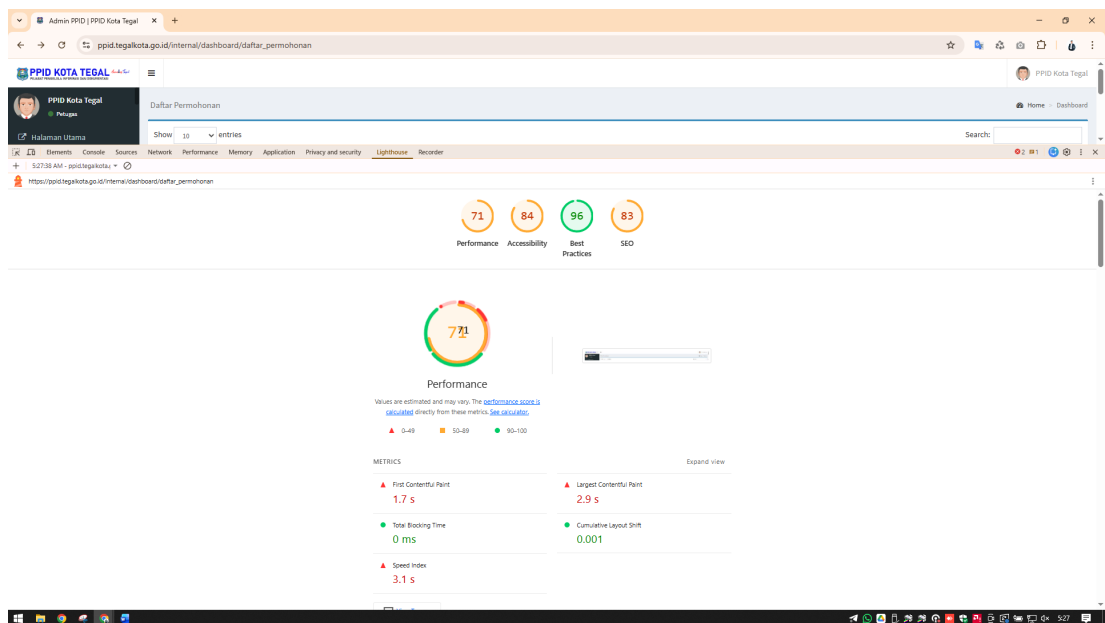 Admin PPID | PPID Kota Tegal
ppid.tegalkota.go.id/internal/dashboard/daftar_permohonan
PPID KOTA TEGAL
PPID Kota Tegal
PPID Kota Tegal
Petugas
Daftar Permohonan
Home
Dashboard
Halaman Utama
Show 10 entries
Search:
Elements Console Sources Network Performance Memory Application Privacy and security Lighthouse Recorder
2 1
5:27:38 AM - ppid.tegalkota.g
https://ppid.tegalkota.go.id/internal/dashboard/daftar_permohonan
71 84 96 83
Performance Accessibility Best Practices SEO
71
71
Performance
Values are estimated and may vary. The performance score is
calculated directly from these metrics. See calculator.
0–49 50–89 90–100
METRICS Expand view
First Contentful Paint
1.7 s
Largest Contentful Paint
2.9 s
Total Blocking Time
0 ms
Cumulative Layout Shift
0.001
Speed Index
3.1 s
5:27